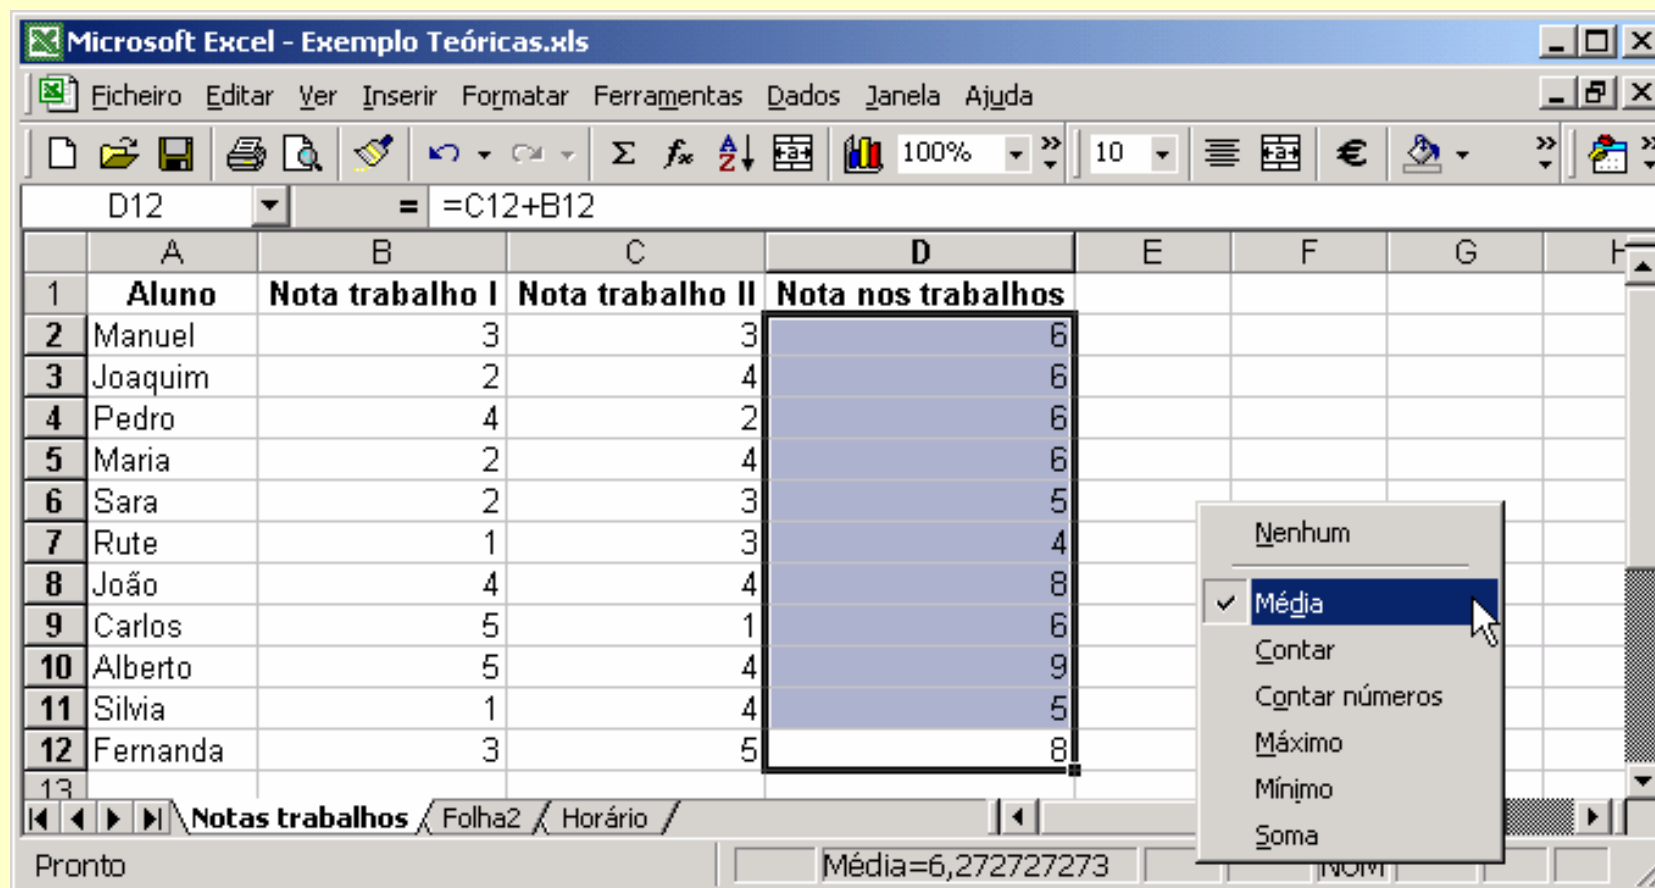 Microsoft Excel - Exemplo Teóricas.xls
Ficheiro Editar Ver Inserir Formatar Ferramentas Dados Janela Ajuda
100% 10
D12 = =C12+B12
A B C D E F G H
1 Aluno Nota trabalho I Nota trabalho II Nota nos trabalhos
2 Manuel 3 3 6
3 Joaquim 2 4 6
4 Pedro 4 2 6
5 Maria 2 4 6
6 Sara 2 3 5
7 Rute 1 3 4
8 João 4 4 8
9 Carlos 5 1 6
10 Alberto 5 4 9
11 Silvia 1 4 5
12 Fernanda 3 5 8
13
Nenhum
Média
Contar
Contar números
Máximo
Mínimo
Soma
Notas trabalhos Folha2 Horário
Pronto Média=6,272727273 NUM